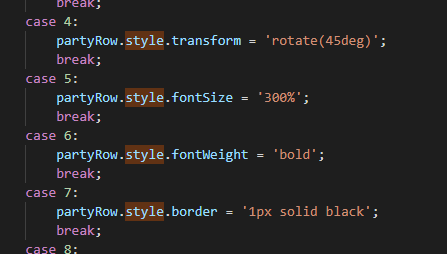 break;
case 4:
partyRow.style.transform = 'rotate(45deg)';
break;
case 5:
partyRow.style.fontSize = '300%';
break;
case 6:
partyRow.style.fontWeight = 'bold';
break;
case 7:
partyRow.style.border = '1px solid black';
break;
case 8: